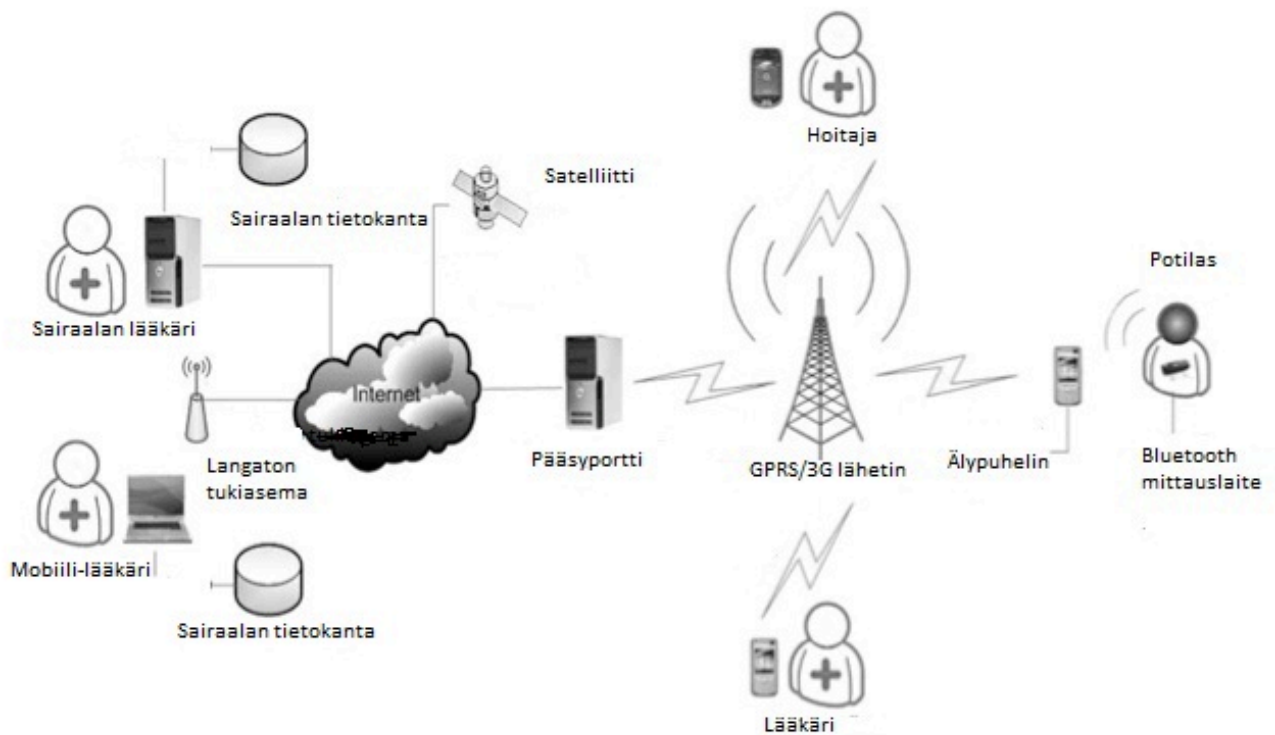 Hoitaja
Satelliitti
Sairaalan tietokanta
Potilas
Sairaalan lääkäri
Internet
Langaton
tukiasema
Pääsyportti
GPRS/3G lähetin
Älypuhelin
Bluetooth
mittauslaite
Mobiili-lääkäri
Sairaalan tietokanta
Lääkäri